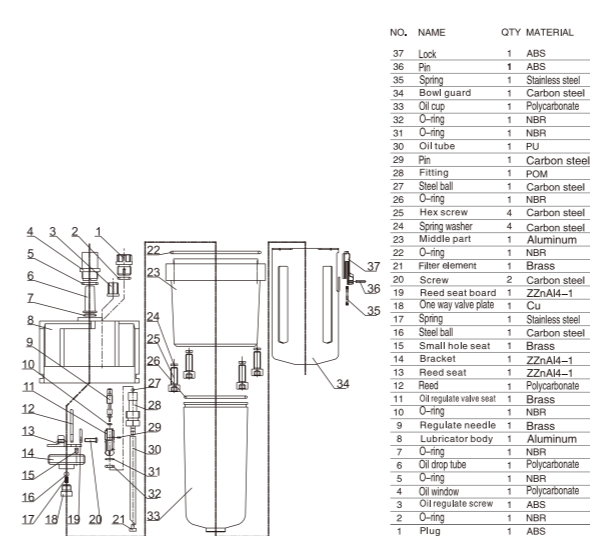 NO. NAME QTY MATERIAL
37 Lock 1 ABS
36 Pin 1 ABS
35 Spring 1 Stainless steel
34 Bowl guard 1 Carbon steel
33 Oil cup 1 Polycarbonate
32 O-ring 1 NBR
31 O-ring 1 NBR
30 Oil tube 1 PU
29 Pin 1 Carbon steel
28 Fitting 1 POM
27 Steel ball 1 Carbon steel
26 O-ring 1 NBR
25 Hex screw 4 Carbon steel
24 Spring washer 4 Carbon steel
23 Middle part 1 Aluminum
22 O-ring 1 NBR
21 Filter element 1 Brass
20 Screw 2 Carbon steel
19 Reed seat board 1 ZZnAl4-1
18 One way valve plate 1 Cu
17 Spring 1 Stainless steel
16 Steel ball 1 Carbon steel
15 Small hole seat 1 Brass
14 Bracket 1 ZZnAl4-1
13 Reed seat 1 ZZnAl4-1
12 Reed 1 Polycarbonate
11 Oil regulate valve seat 1 Brass
10 O-ring 1 NBR
9 Regulate needle 1 Brass
8 Lubricator body 1 Aluminum
7 O-ring 1 NBR
6 Oil drop tube 1 Polycarbonate
5 O-ring 1 NBR
4 Oil window 1 Polycarbonate
3 Oil regulate screw 1 ABS
2 O-ring 1 NBR
1 Plug 1 ABS
4 3 2 1
5
6
7
8
9
10
11
12
13
14
15
16
17 18 19 20 21
22
23
24
25
26
27
28
29
30
31
32
33
34
35
36
37